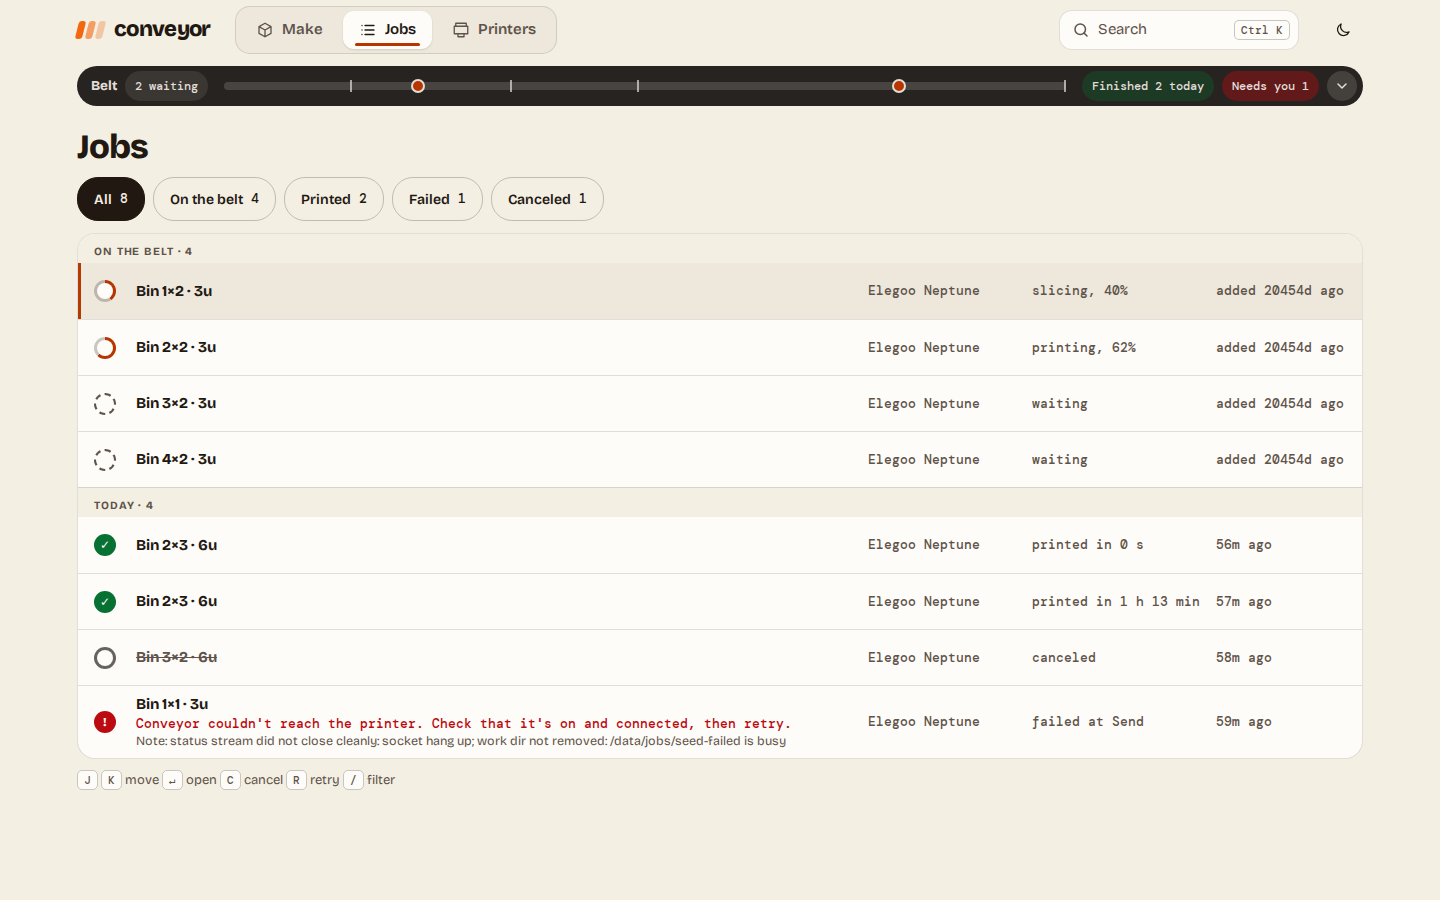 conveyor
Make
Jobs
Printers
Search
Ctrl K
Belt
2 waiting
Finished 2 today
Needs you 1
Jobs
All 8
On the belt 4
Printed 2
Failed 1
Canceled 1
ON THE BELT · 4
Bin 1×2 · 3u Elegoo Neptune slicing, 40% added 20454d ago
Bin 2×2 · 3u Elegoo Neptune printing, 62% added 20454d ago
Bin 3×2 · 3u Elegoo Neptune waiting added 20454d ago
Bin 4×2 · 3u Elegoo Neptune waiting added 20454d ago
TODAY · 4
Bin 2×3 · 6u Elegoo Neptune printed in 0 s 56m ago
Bin 2×3 · 6u Elegoo Neptune printed in 1 h 13 min 57m ago
Bin 3×2 · 6u Elegoo Neptune canceled 58m ago
Bin 1×1 · 3u
Conveyor couldn't reach the printer. Check that it's on and connected, then retry. Elegoo Neptune failed at Send 59m ago
Note: status stream did not close cleanly: socket hang up; work dir not removed: /data/jobs/seed-failed is busy
J K move ↵ open C cancel R retry / filter